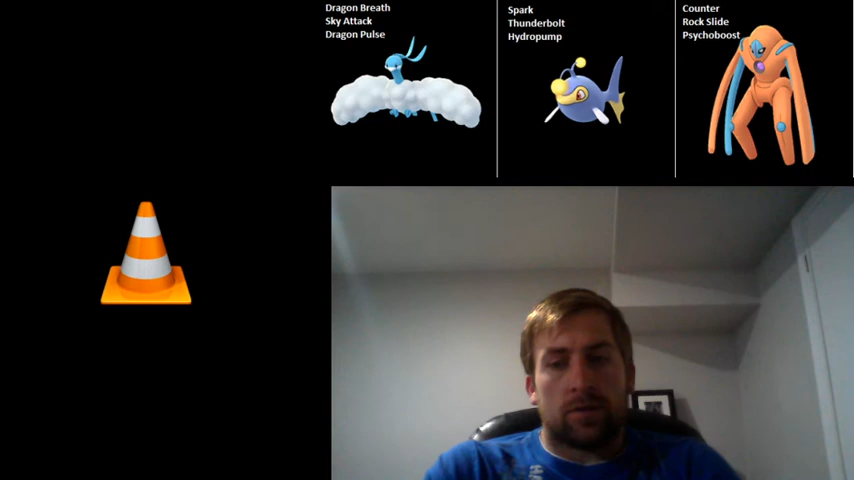 Dragon Breath
Sky Attack
Dragon Pulse
Spark
Thunderbolt
Hydropump
Counter
Rock Slide
Psychoboost